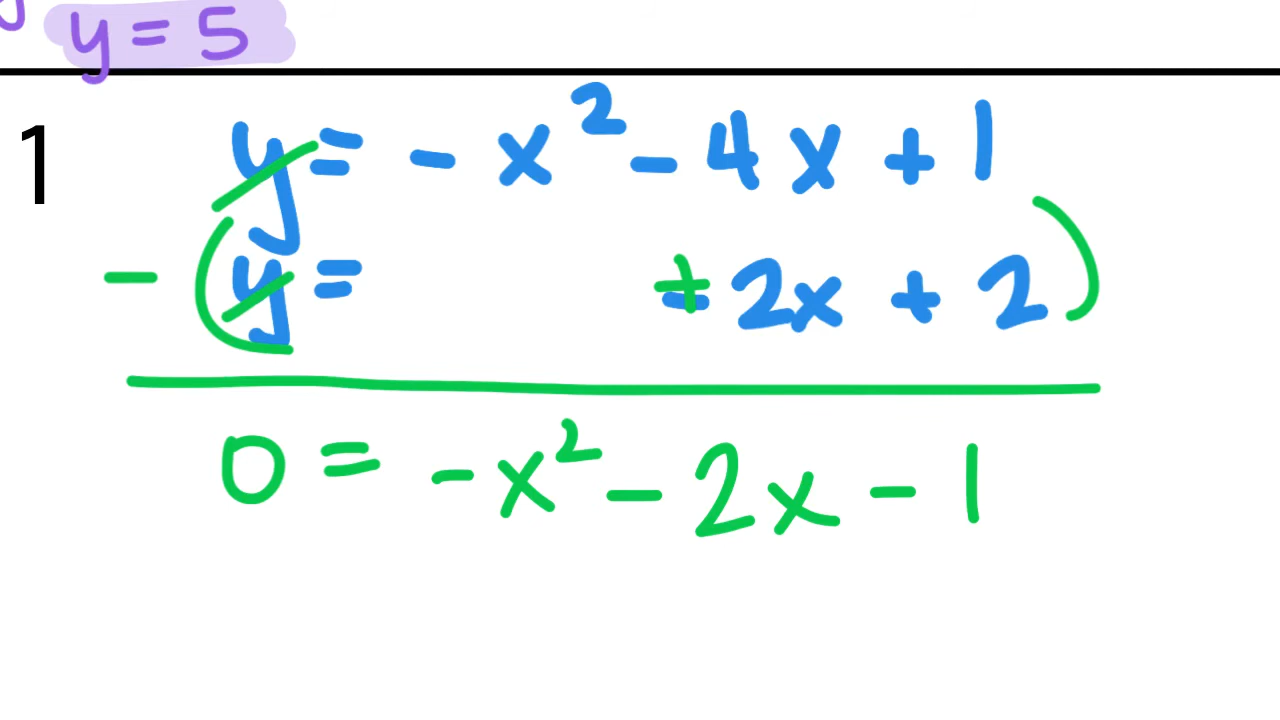 y = 5
1
y = - x² - 4x + 1
- (y = - 2x + 2)
0 = -x² - 2x - 1